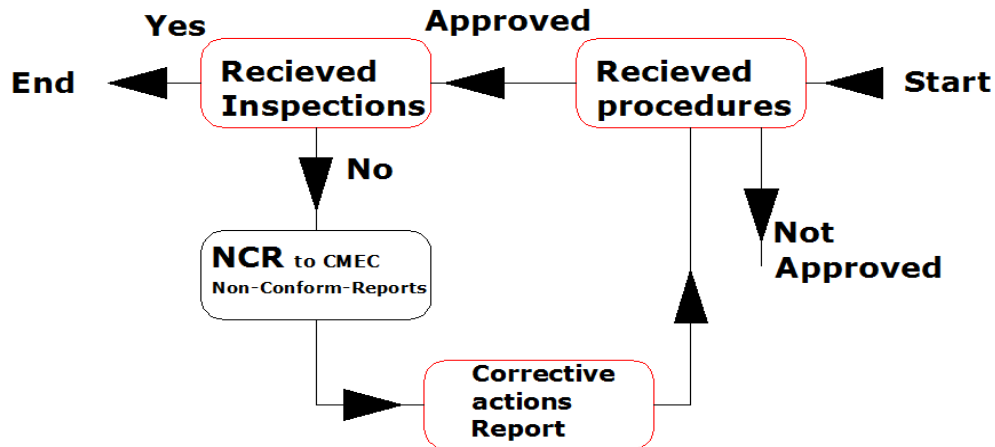 Yes
Approved
End
Recieved
Inspections
Recieved
procedures
Start
No
Not
Approved
NCR to CMEC
Non-Conform-Reports
Corrective
actions
Report